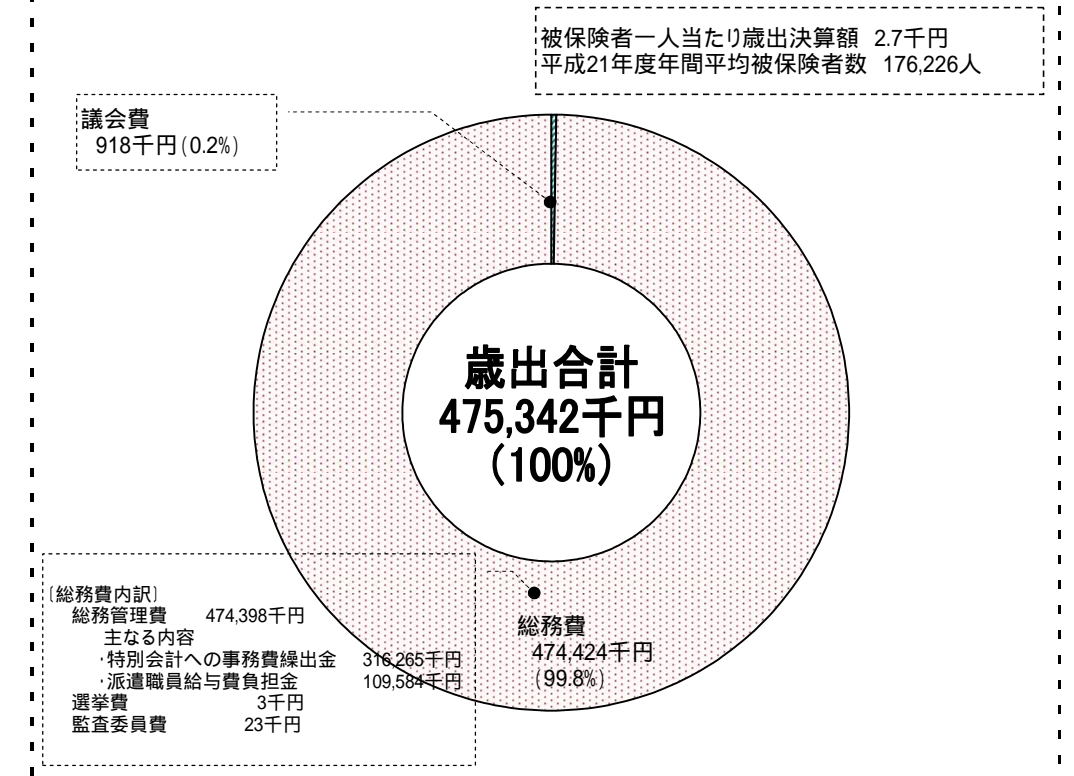 被保険者一人当たり歳出決算額 2.7千円
平成21年度年間平均被保険者数 176,226人
議会費
918千円(0.2%)
歳出合計
475,342千円
(100%)
総務費
474,424千円
(99.8%)
〔総務費内訳〕
総務管理費 474,398千円
主なる内容
・特別会計への事務費繰出金 316,265千円
・派遣職員給与費負担金 109,584千円
選挙費 3千円
監査委員費 23千円